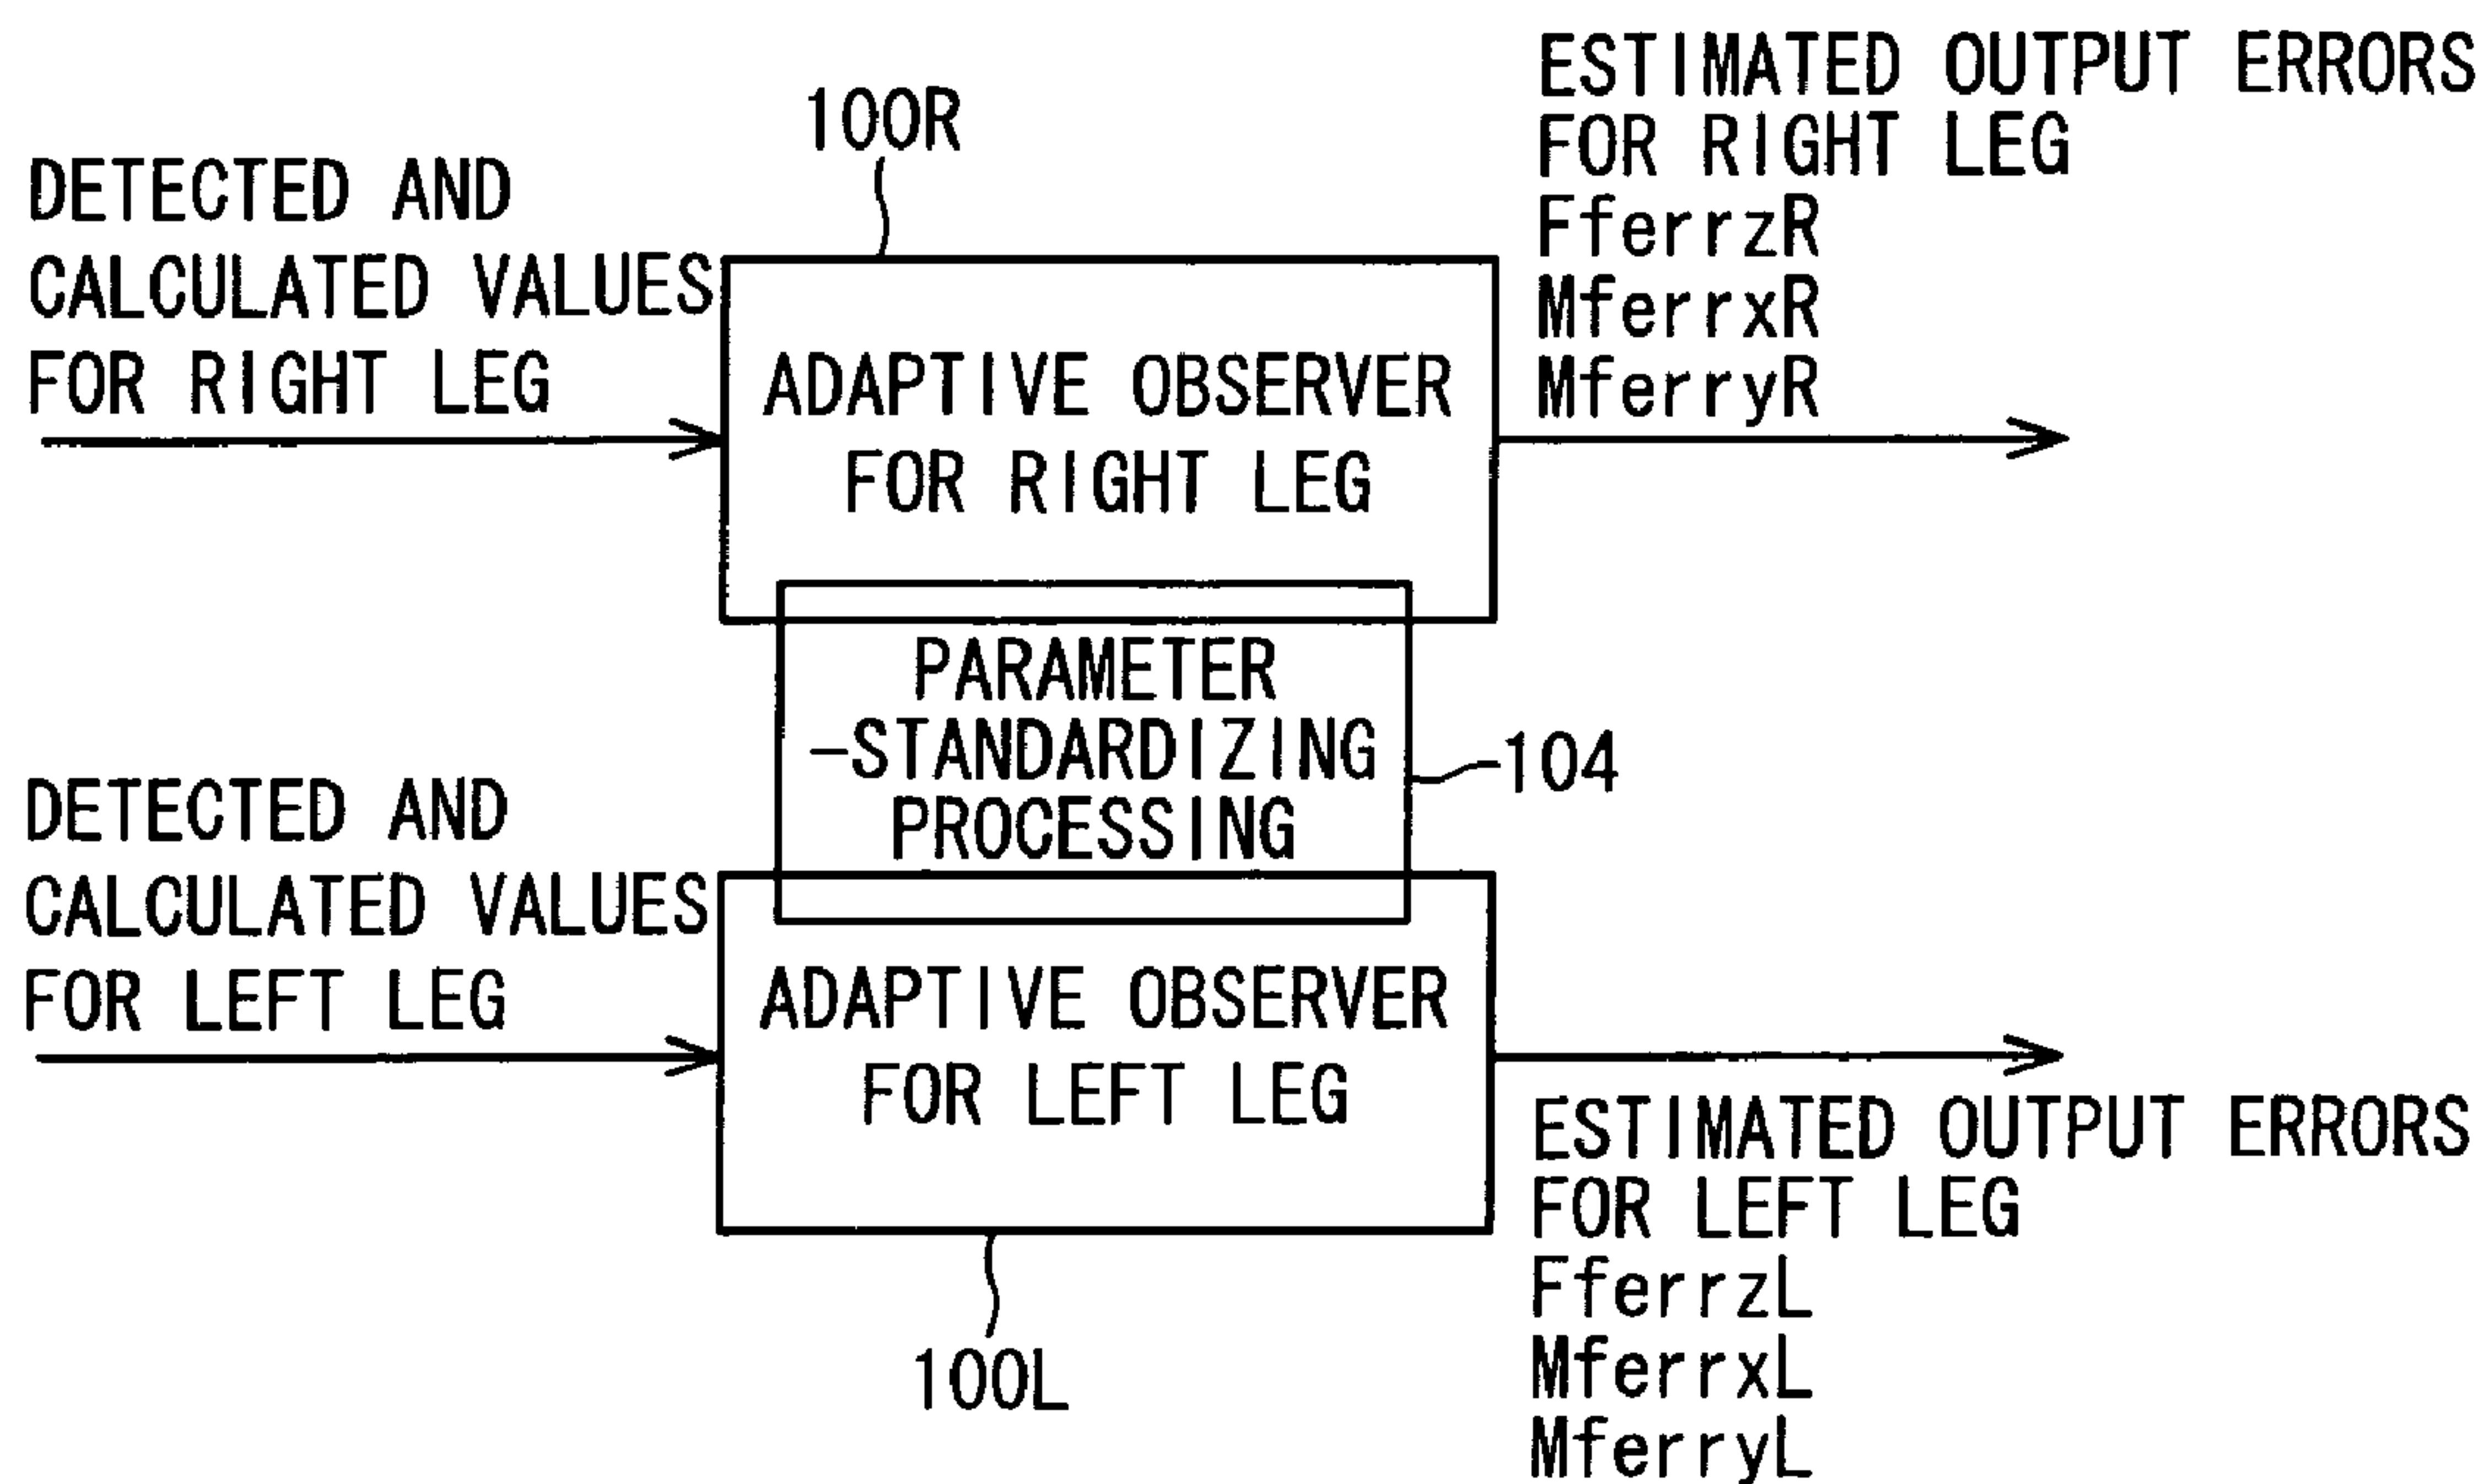 100R
DETECTED AND
CALCULATED VALUES
FOR RIGHT LEG
ADAPTIVE OBSERVER
FOR RIGHT LEG
ESTIMATED OUTPUT ERRORS
FOR RIGHT LEG
FferrzR
MferrxR
MferryR
PARAMETER
-STANDARDIZING
PROCESSING
104
DETECTED AND
CALCULATED VALUES
FOR LEFT LEG
ADAPTIVE OBSERVER
FOR LEFT LEG
100L
ESTIMATED OUTPUT ERRORS
FOR LEFT LEG
FferrzL
MferrxL
MferryL